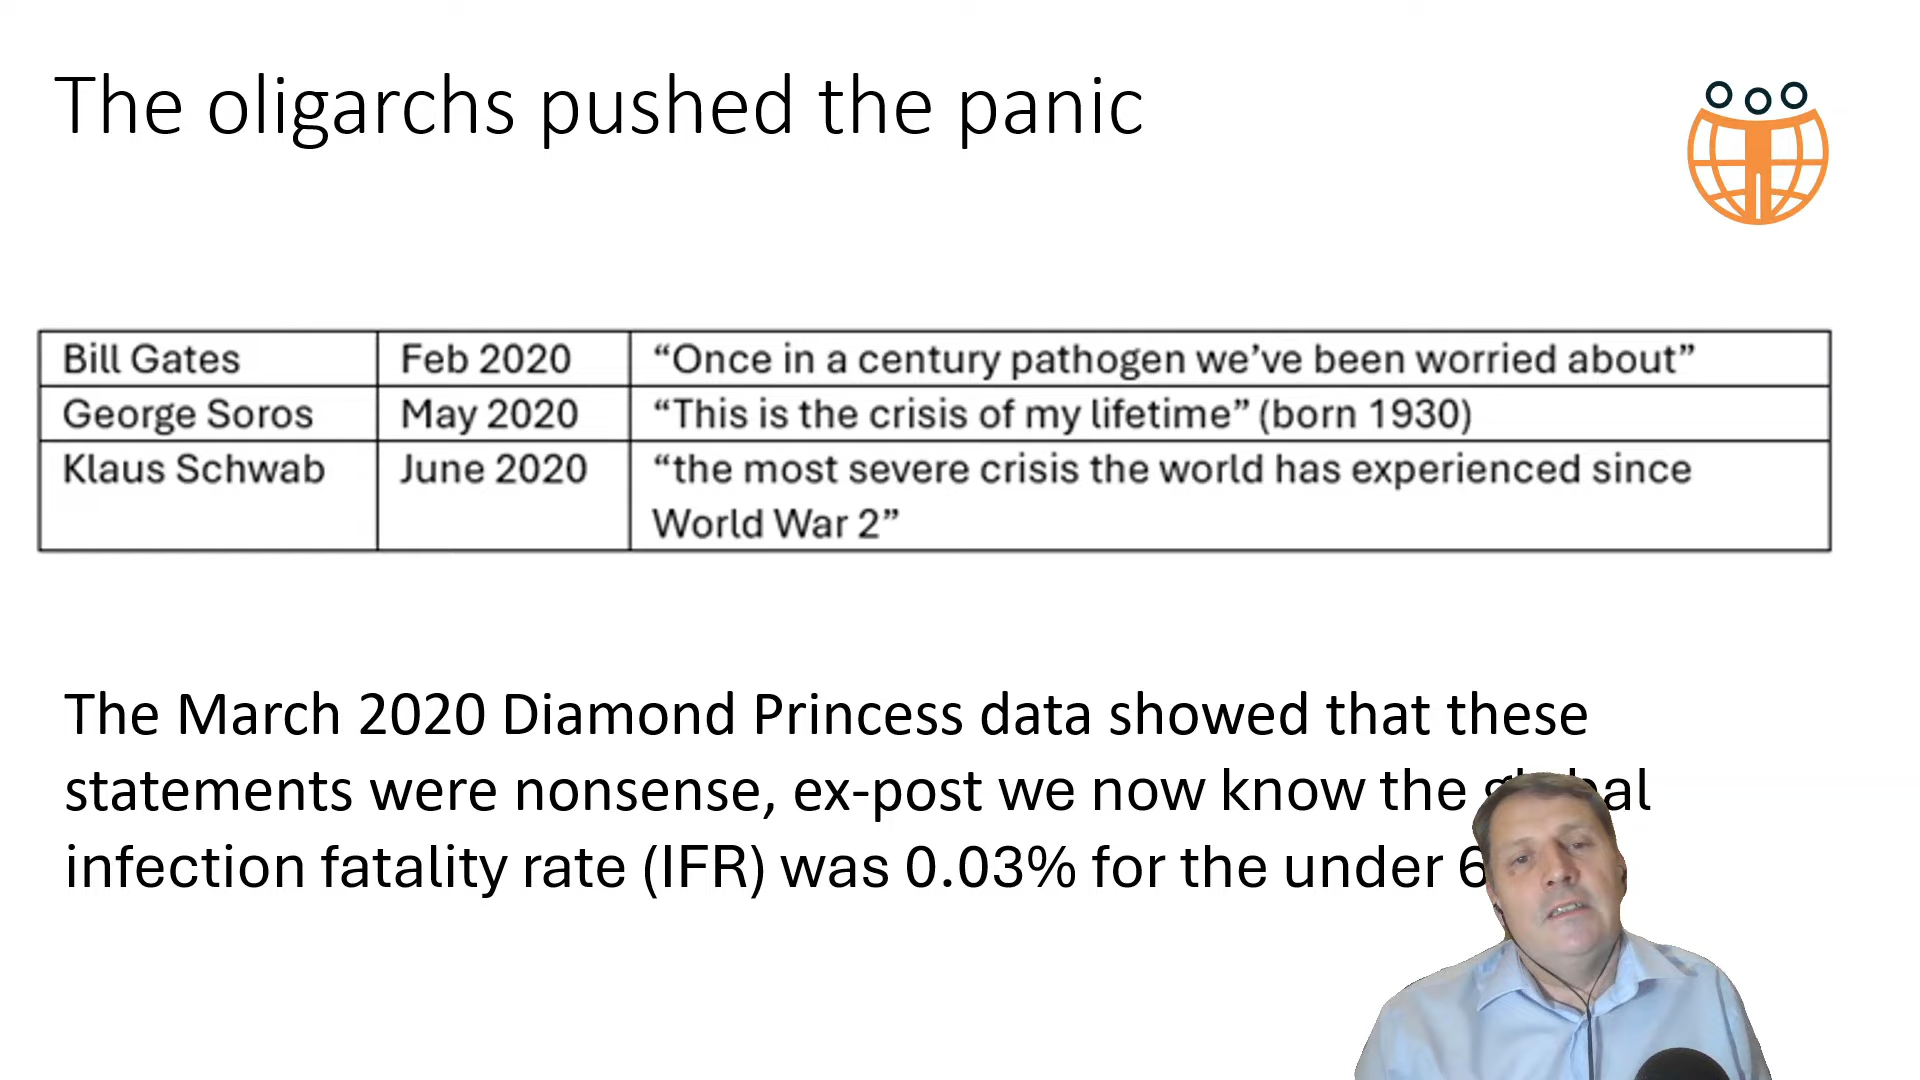 The oligarchs pushed the panic
Bill Gates Feb 2020 “Once in a century pathogen we’ve been worried about”
George Soros May 2020 “This is the crisis of my lifetime” (born 1930)
Klaus Schwab June 2020 “the most severe crisis the world has experienced since
World War 2”
The March 2020 Diamond Princess data showed that these
statements were nonsense, ex-post we now know the global
infection fatality rate (IFR) was 0.03% for the under